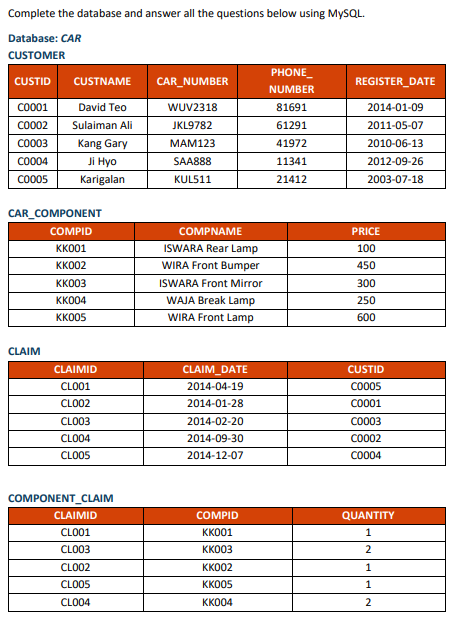 Complete the database and answer all the questions below using MySQL.
Database: CAR
CUSTOMER
CUSTID CUSTNAME CAR_NUMBER PHONE_NUMBER REGISTER_DATE
C0001 David Teo WUV2318 81691 2014-01-09
C0002 Sulaiman Ali JKL9782 61291 2011-05-07
C0003 Kang Gary MAM123 41972 2010-06-13
C0004 Ji Hyo SAA888 11341 2012-09-26
C0005 Karigalan KUL511 21412 2003-07-18
CAR_COMPONENT
COMPID COMPNAME PRICE
KK001 ISWARA Rear Lamp 100
KK002 WIRA Front Bumper 450
KK003 ISWARA Front Mirror 300
KK004 WAJA Break Lamp 250
KK005 WIRA Front Lamp 600
CLAIM
CLAIMID CLAIM_DATE CUSTID
CL001 2014-04-19 C0005
CL002 2014-01-28 C0001
CL003 2014-02-20 C0003
CL004 2014-09-30 C0002
CL005 2014-12-07 C0004
COMPONENT_CLAIM
CLAIMID COMPID QUANTITY
CL001 KK001 1
CL003 KK003 2
CL002 KK002 1
CL005 KK005 1
CL004 KK004 2